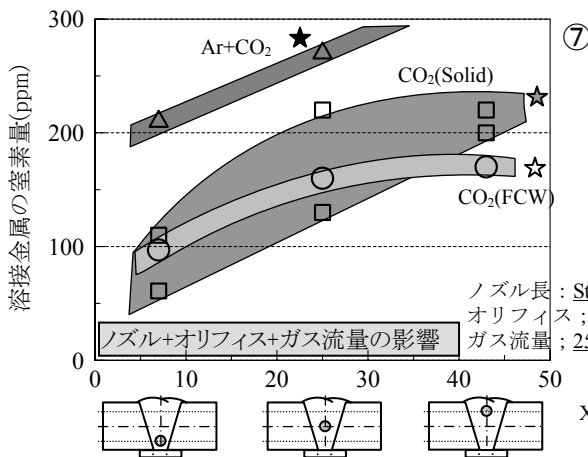 300
⑦
Ar+CO₂
CO₂(Solid)
200
溶接金属の窒素量(ppm)
CO₂(FCW)
100
ノズル長 : St
オリフィス ;
ノズル+オリフィス+ガス流量の影響
ガス流量 ; 25
0
0 10 20 30 40 50
X